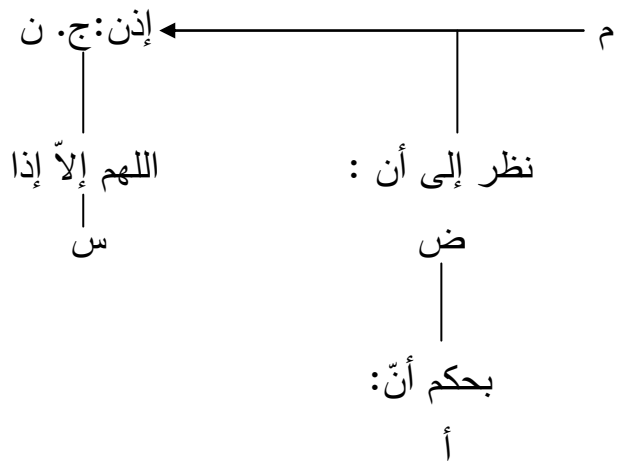 م إذن:ج. ن
نظر إلى أن : اللهم إلاّ إذا
ض س
بحكم أنّ:
أ